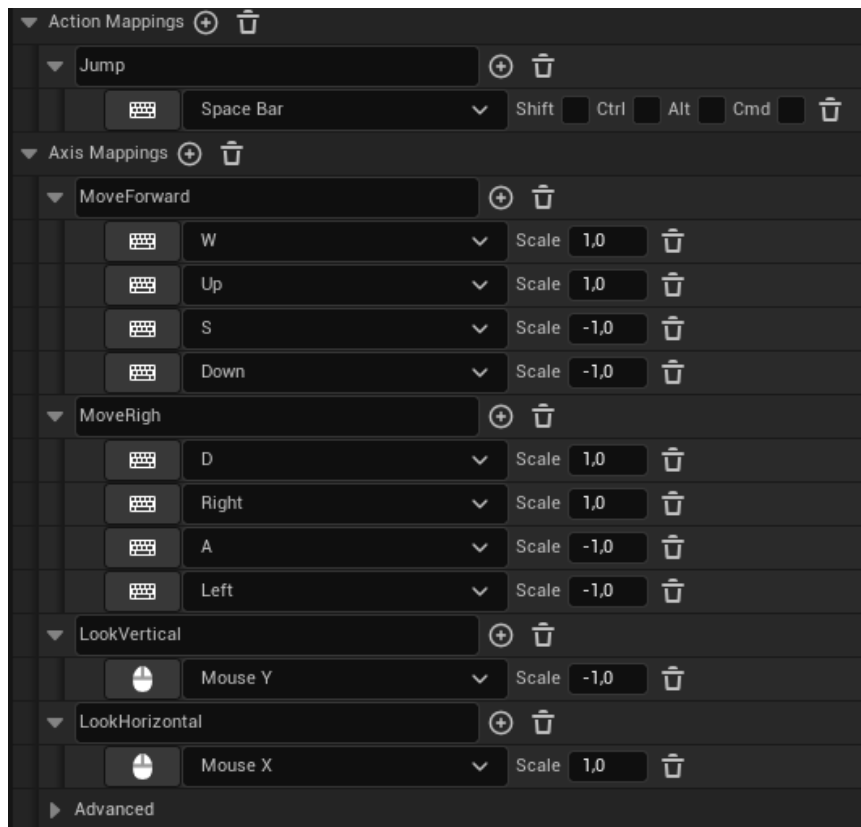 Action Mappings
Jump
Space Bar Shift Ctrl Alt Cmd
Axis Mappings
MoveForward
W Scale 1,0
Up Scale 1,0
S Scale -1,0
Down Scale -1,0
MoveRigh
D Scale 1,0
Right Scale 1,0
A Scale -1,0
Left Scale -1,0
LookVertical
Mouse Y Scale -1,0
LookHorizontal
Mouse X Scale 1,0
Advanced